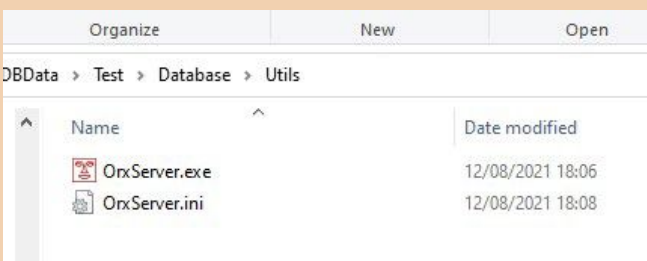 Organize New Open
DBData > Test > Database > Utils
Name Date modified
OrxServer.exe 12/08/2021 18:06
OrxServer.ini 12/08/2021 18:08